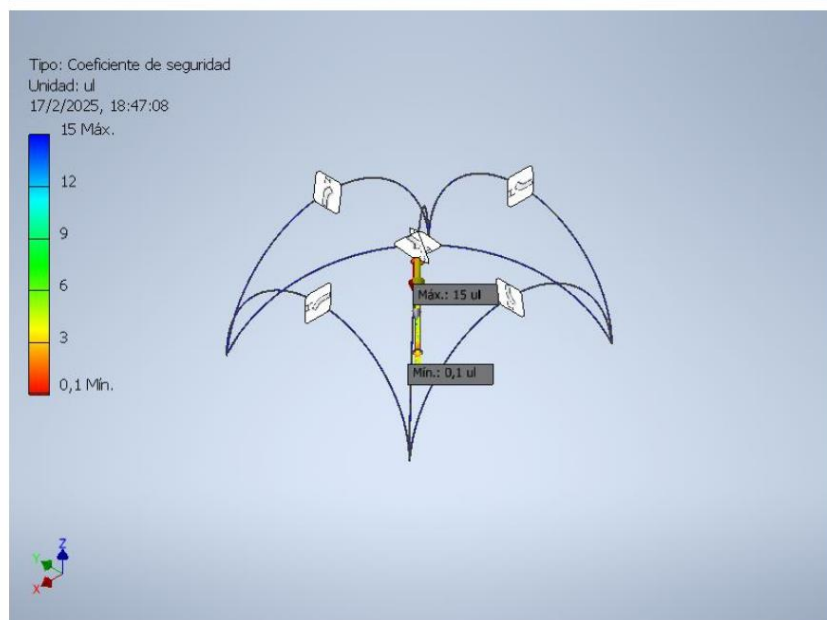 Tipo: Coeficiente de seguridad
Unidad: ul
17/2/2025, 18:47:08
15 Máx.
12
9
6
3
0,1 Mín.
Máx.: 15 ul
Mín.: 0,1 ul
Z
Y
X